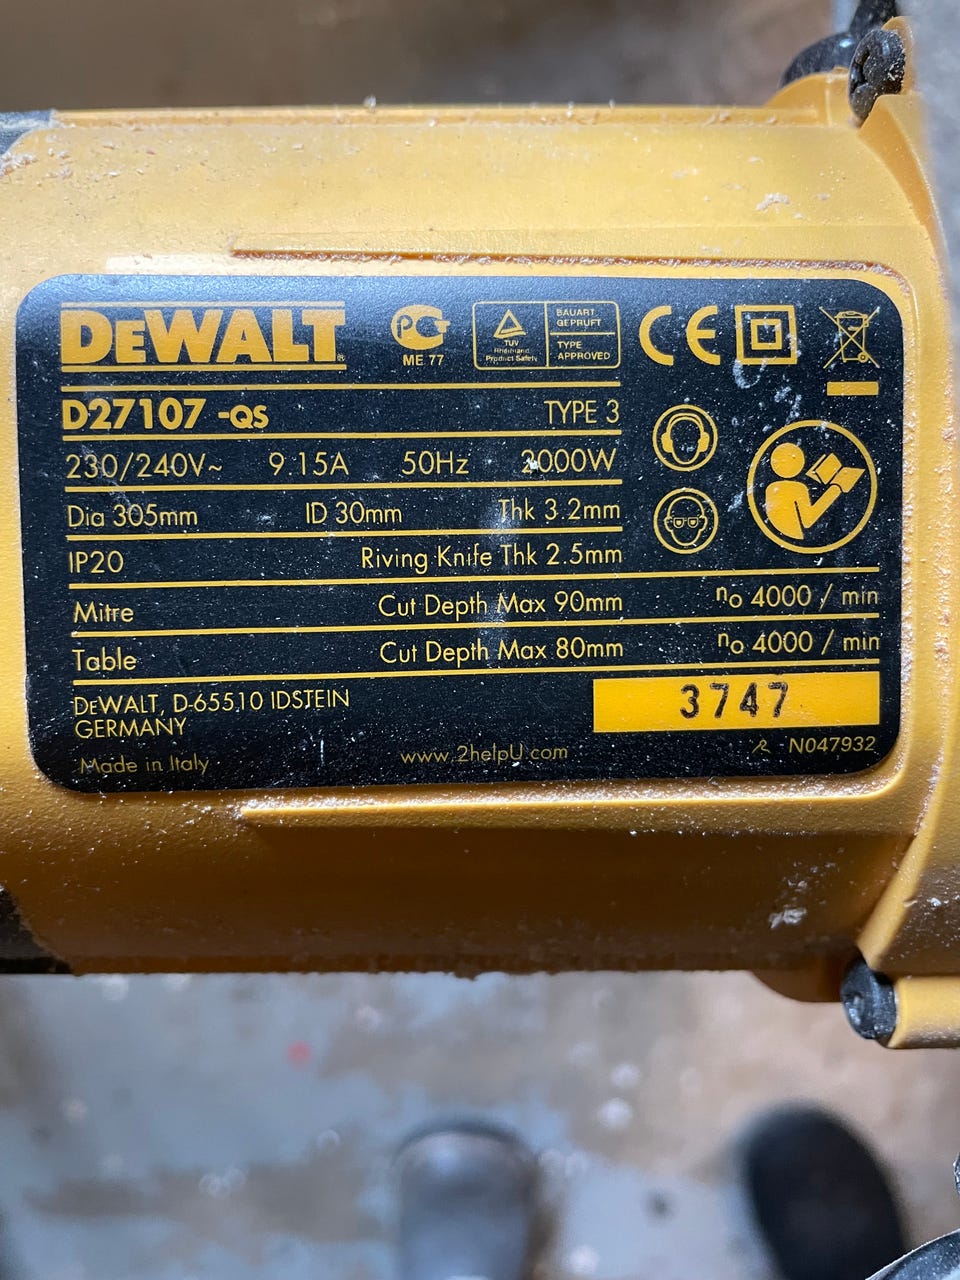 DEWALT®
ME 77
TUV
Rheinland
Product Safety
BAUART
GEPRUFT
TYPE
APPROVED
CE
D27107 -QS TYPE 3
230/240V~ 9 15A 50Hz 2000W
Dia 305mm ID 30mm Thk 3.2mm
IP20 Riving Knife Thk 2.5mm
Mitre Cut Depth Max 90mm no 4000 / min
Table Cut Depth Max 80mm no 4000 / min
DEWALT, D-65510 IDSTEIN
GERMANY
3747
Made in Italy www.2helpU.com N047932